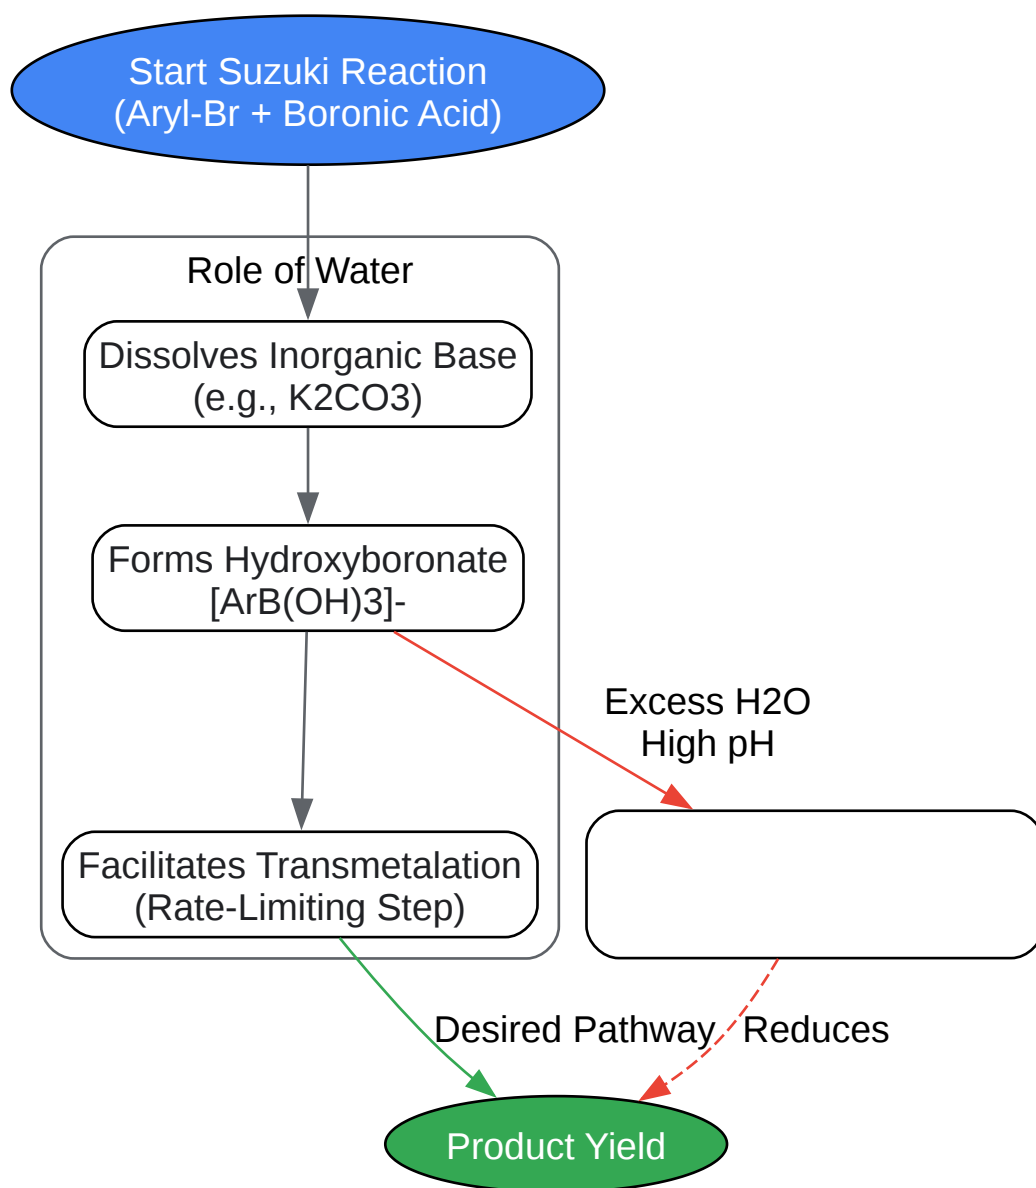 Start Suzuki Reaction
(Aryl-Br + Boronic Acid)
Role of Water
Dissolves Inorganic Base
(e.g., K2CO3)
Forms Hydroxyboronate
[ArB(OH)3]-
Excess H2O
High pH
Facilitates Transmetalation
(Rate-Limiting Step)
Desired Pathway
Reduces
Product Yield